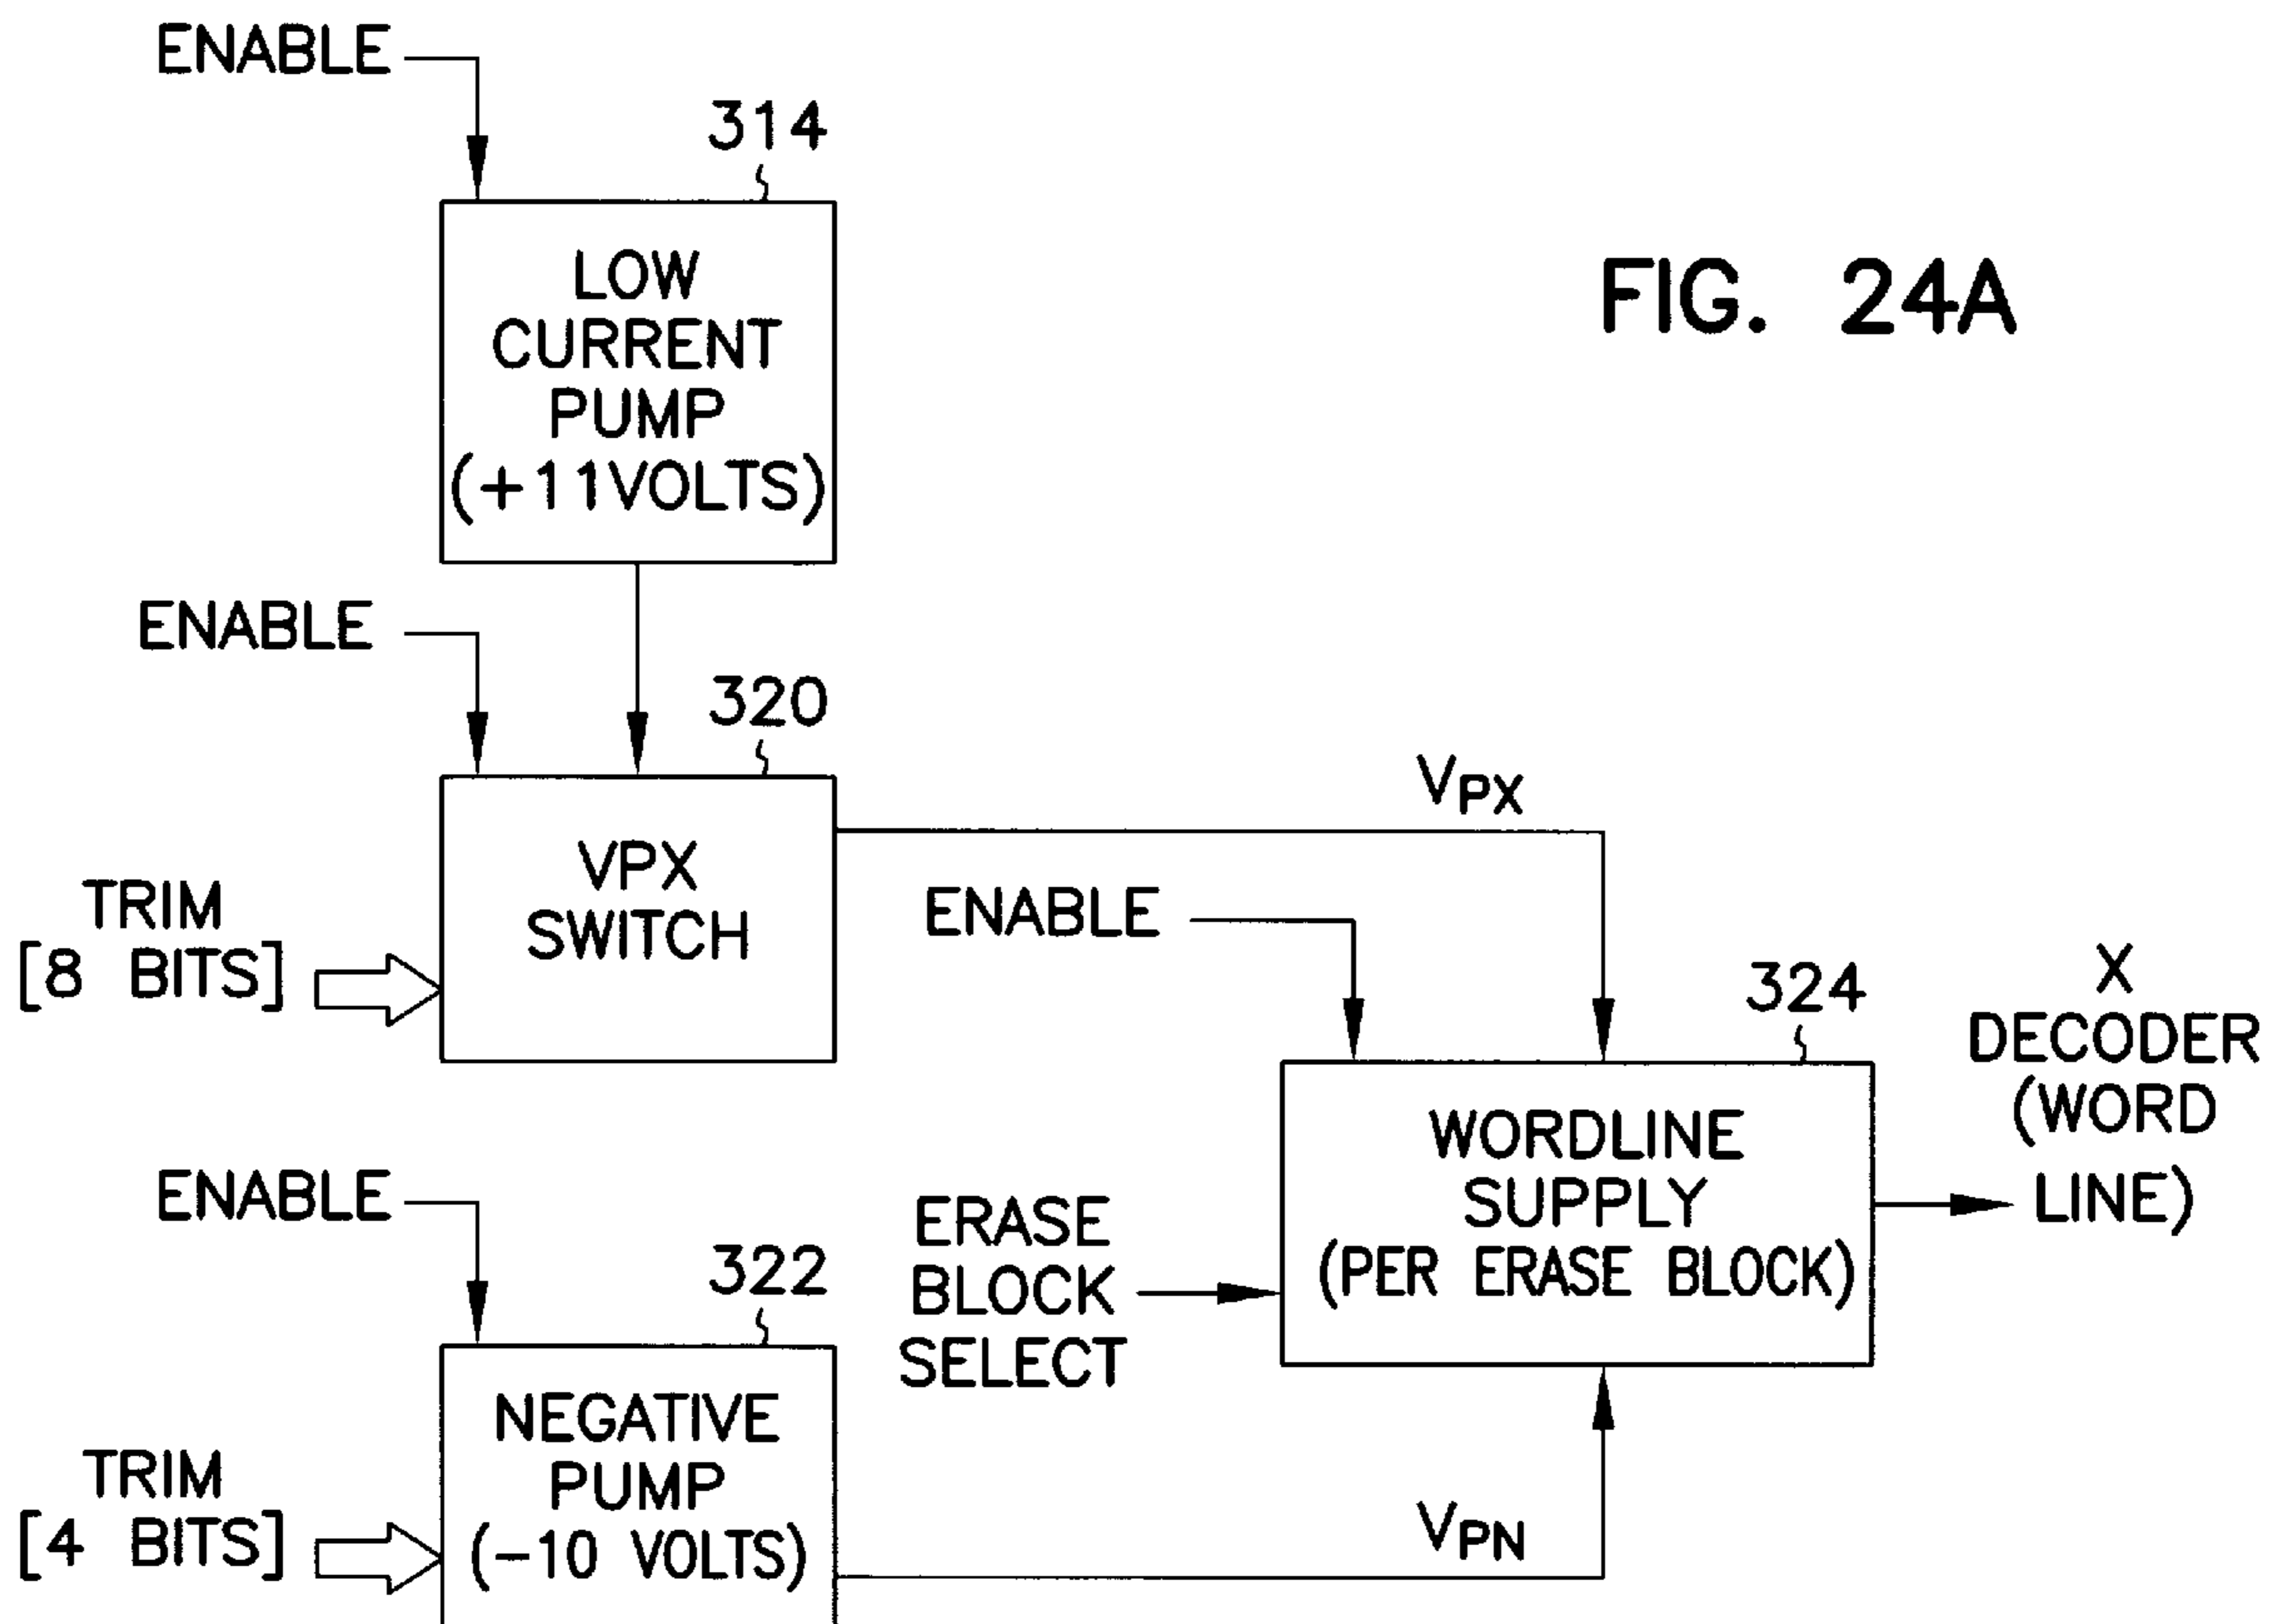 ENABLE
314
LOW
CURRENT
PUMP
(+11VOLTS)
FIG. 24A
ENABLE
320
VPX
SWITCH
TRIM
[8 BITS]
VPX
ENABLE
324
X
DECODER
(WORD
LINE)
WORDLINE
SUPPLY
(PER ERASE BLOCK)
ERASE
BLOCK
SELECT
ENABLE
322
NEGATIVE
PUMP
(-10 VOLTS)
TRIM
[4 BITS]
VPN